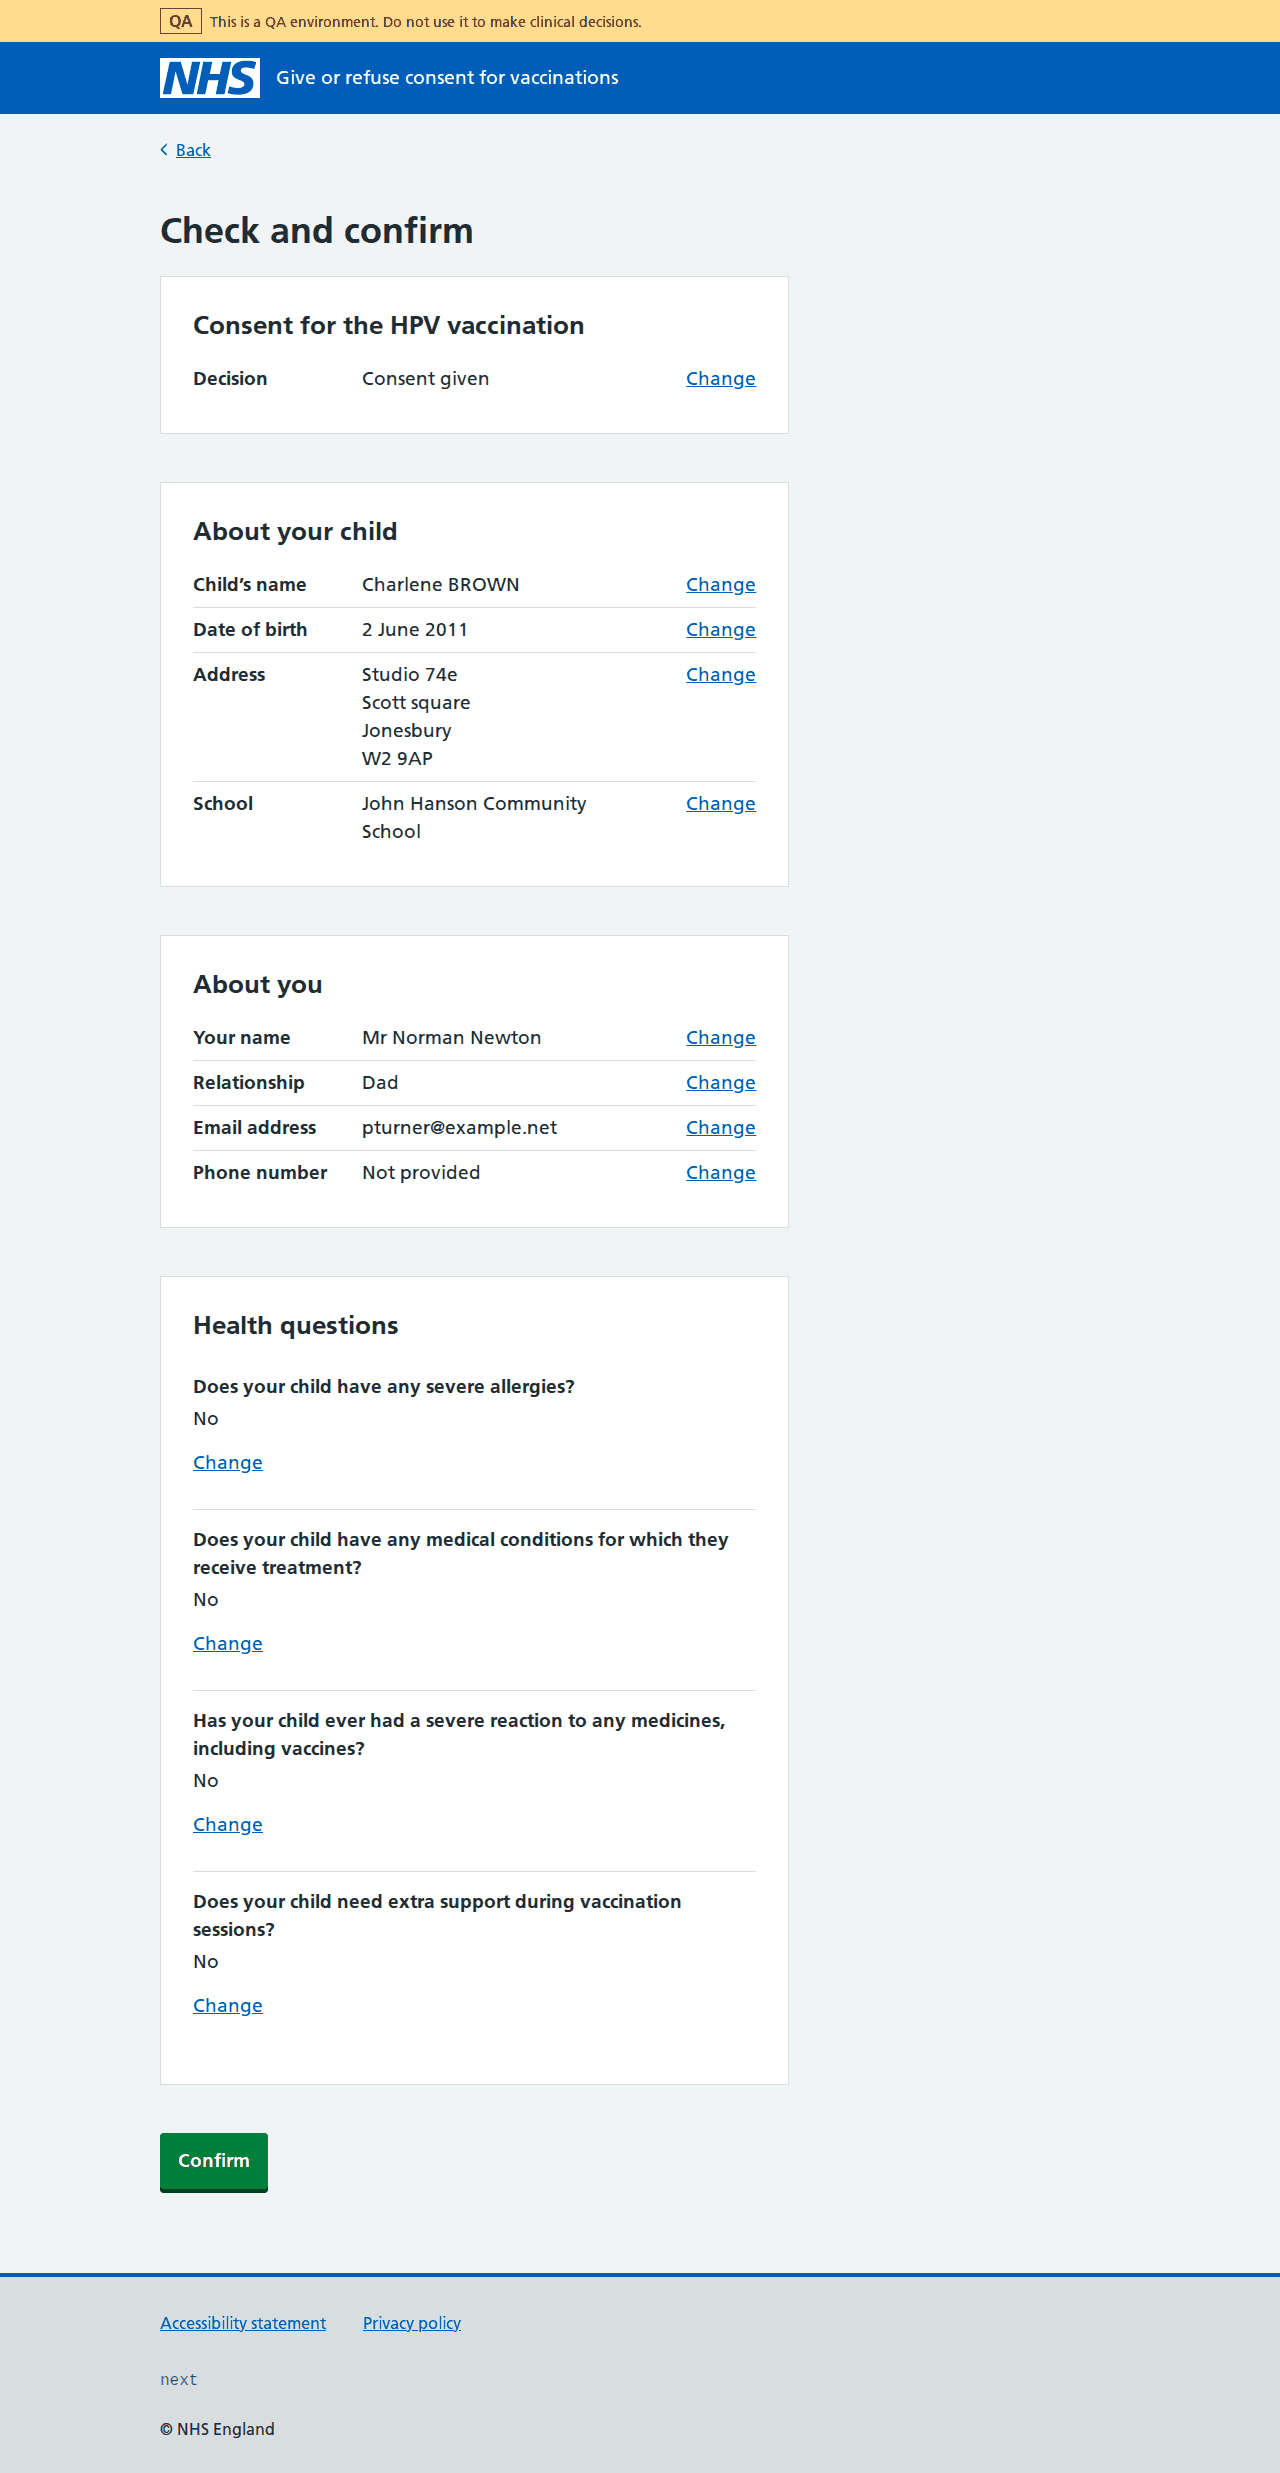 QA This is a QA environment. Do not use it to make clinical decisions.
NHS Give or refuse consent for vaccinations
Back
Check and confirm
Consent for the HPV vaccination
Decision Consent given Change
About your child
Child’s name Charlene BROWN Change
Date of birth 2 June 2011 Change
Address Studio 74e Change
Scott square
Jonesbury
W2 9AP
School John Hanson Community Change
School
About you
Your name Mr Norman Newton Change
Relationship Dad Change
Email address pturner@example.net Change
Phone number Not provided Change
Health questions
Does your child have any severe allergies?
No
Change
Does your child have any medical conditions for which they
receive treatment?
No
Change
Has your child ever had a severe reaction to any medicines,
including vaccines?
No
Change
Does your child need extra support during vaccination
sessions?
No
Change
Confirm
Accessibility statement Privacy policy
next
© NHS England